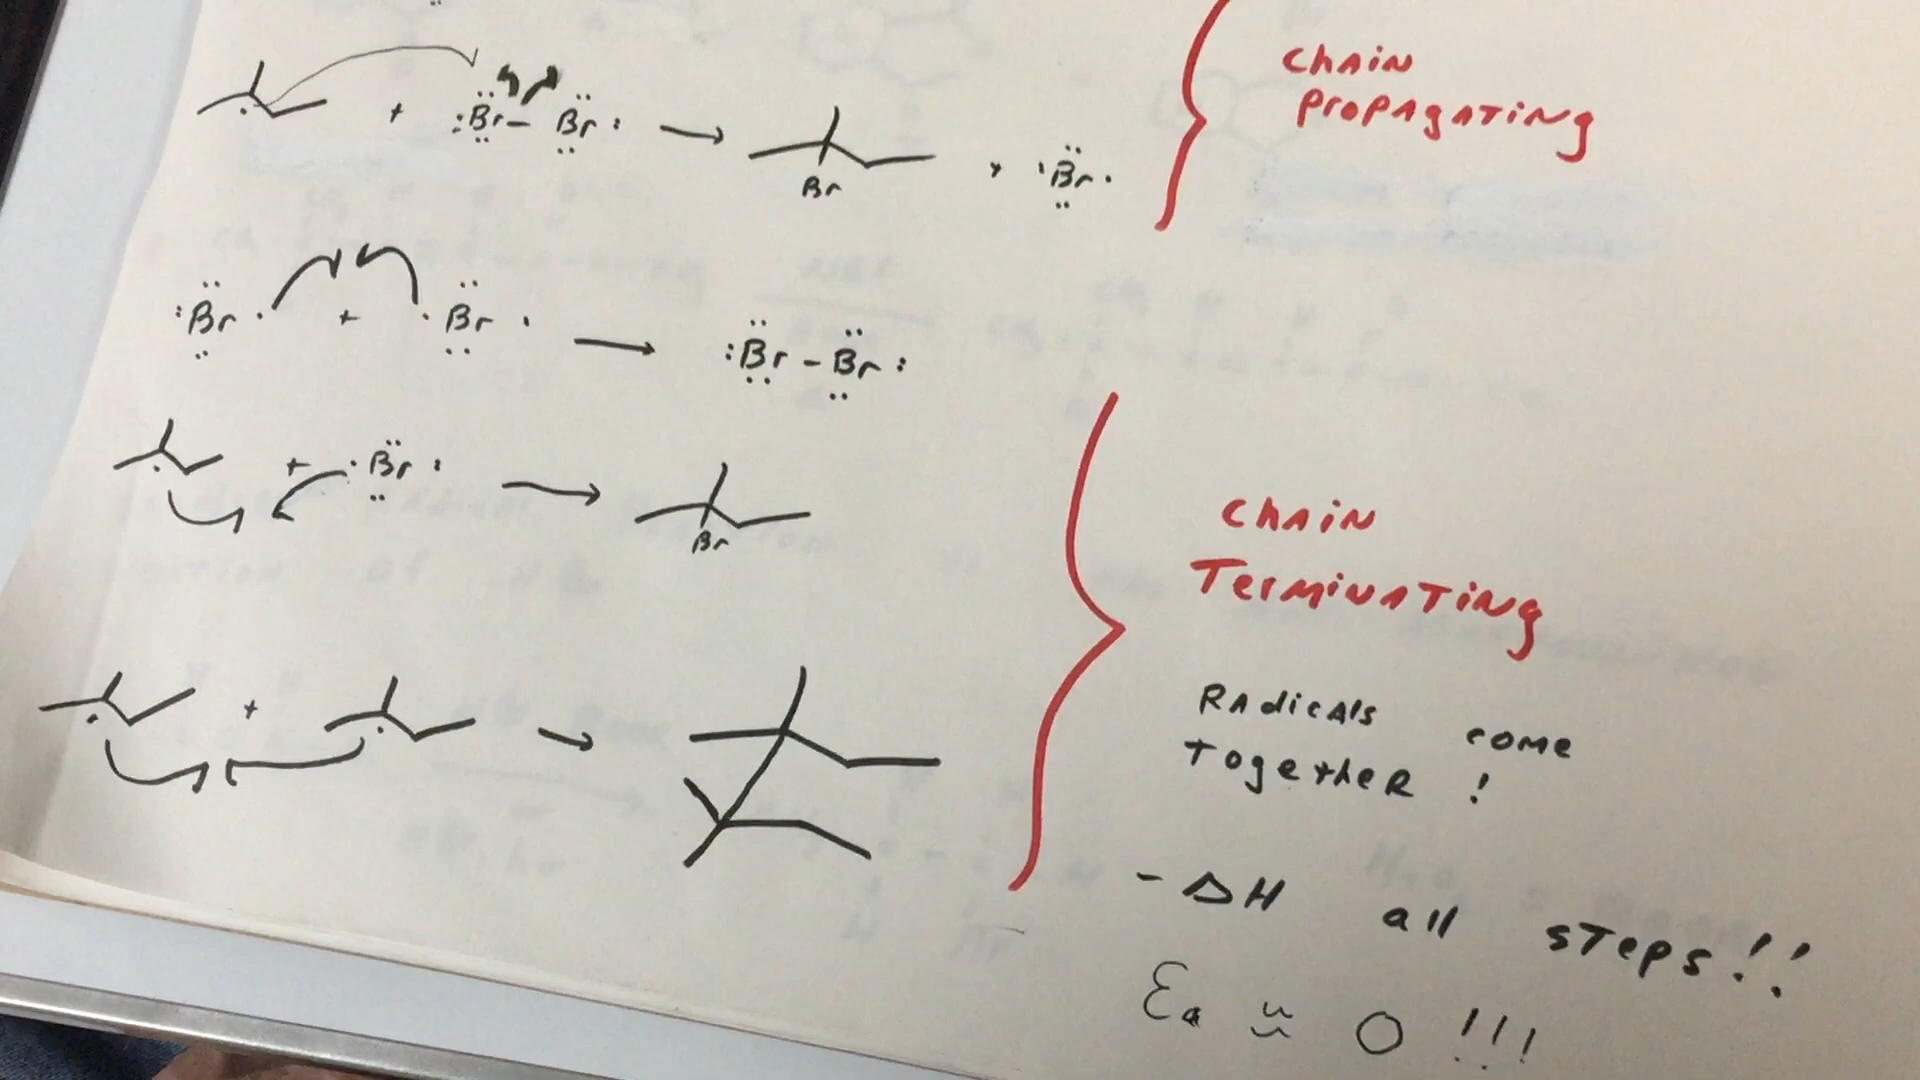 + :Br – Br: → Br + :Br·
Chain
Propagating
:Br· + ·Br: → :Br – Br:
+ ·Br: → Br
Chain
Terminating
+ →
Radicals come
together !
- ΔH all steps!!
Ea ≈ O !!!